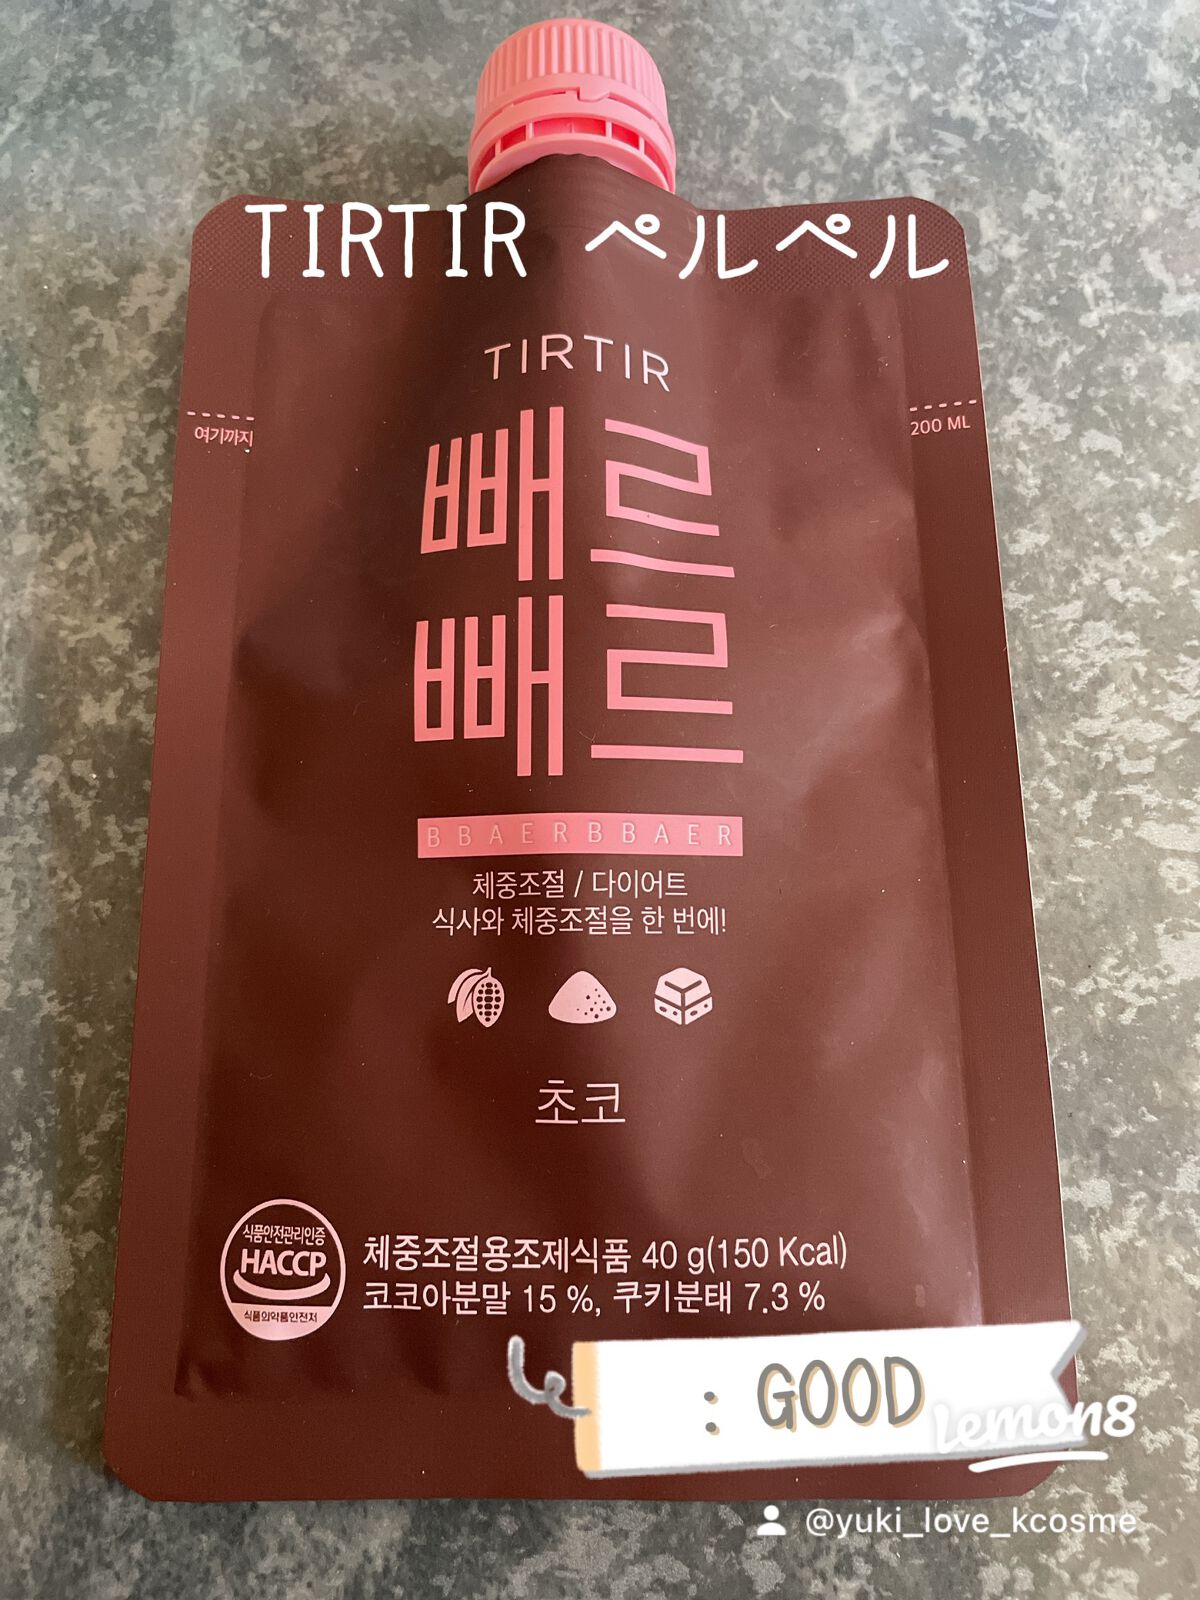 TIRTIR ペルペル
TIRTIR
빼르
빼르
여기까지
200 ML
BBAERBBAER
체중조절 / 다이어트
식사와 체중조절을 한 번에!
초코
식품안전관리인증
HACCP
식품의약품안전처
체중조절용조제식품 40 g(150 Kcal)
코코아분말 15 %, 쿠키분태 7.3 %
: GOOD
Lemon8
@yuki_love_kcosme